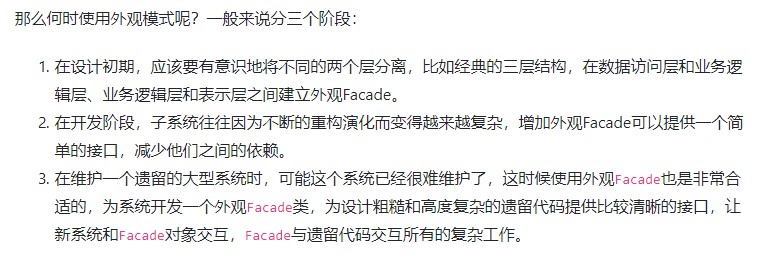 那么何时使用外观模式呢？一般来说分三个阶段：
1. 在设计初期，应该要有意识地将不同的两个层分离，比如经典的三层结构，在数据访问层和业务逻
辑层、业务逻辑层和表示层之间建立外观Facade。
2. 在开发阶段，子系统往往因为不断的重构演化而变得越来越复杂，增加外观Facade可以提供一个简
单的接口，减少他们之间的依赖。
3. 在维护一个遗留的大型系统时，可能这个系统已经很难维护了，这时候使用外观Facade也是非常合
适的，为系统开发一个外观Facade类，为设计粗糙和高度复杂的遗留代码提供比较清晰的接口，让
新系统和Facade对象交互，Facade与遗留代码交互所有的复杂工作。